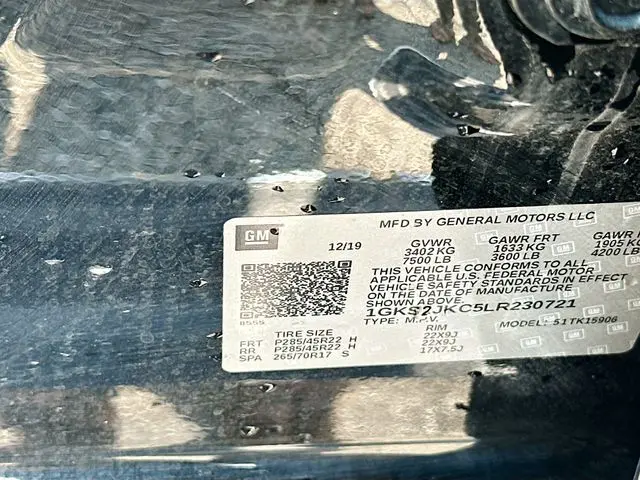 GM
MFD BY GENERAL MOTORS LLC
12/19 GVWR GAWR FRT GAWR
3402 KG 1633 KG 1905 KG
7500 LB 3600 LB 4200 LB
THIS VEHICLE CONFORMS TO ALL
APPLICABLE U.S. FEDERAL MOTOR
VEHICLE SAFETY STANDARDS IN EFFECT
ON THE DATE OF MANUFACTURE
SHOWN ABOVE.
8555 1GKS2JKC5LR230721
TYPE: M.P.V. MODEL: 51TK15906
TIRE SIZE RIM
FRT P285/45R22 H 22X9J
RR P285/45R22 H 22X9J
SPA 265/70R17 S 17X7.5J